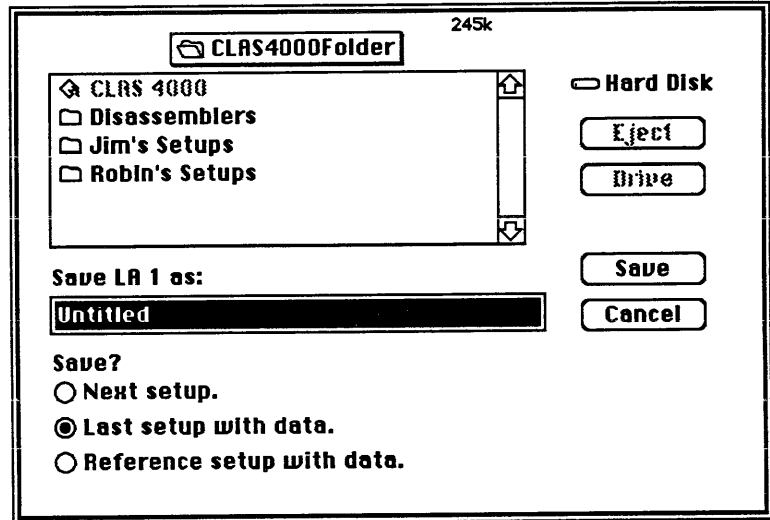 245k
CLAS4000Folder
CLAS 4000
Disassemblers
Jim's Setups
Robin's Setups
Hard Disk
Eject
Drive
Save LA 1 as:
Untitled
Save
Cancel
Save?
Next setup.
Last setup with data.
Reference setup with data.